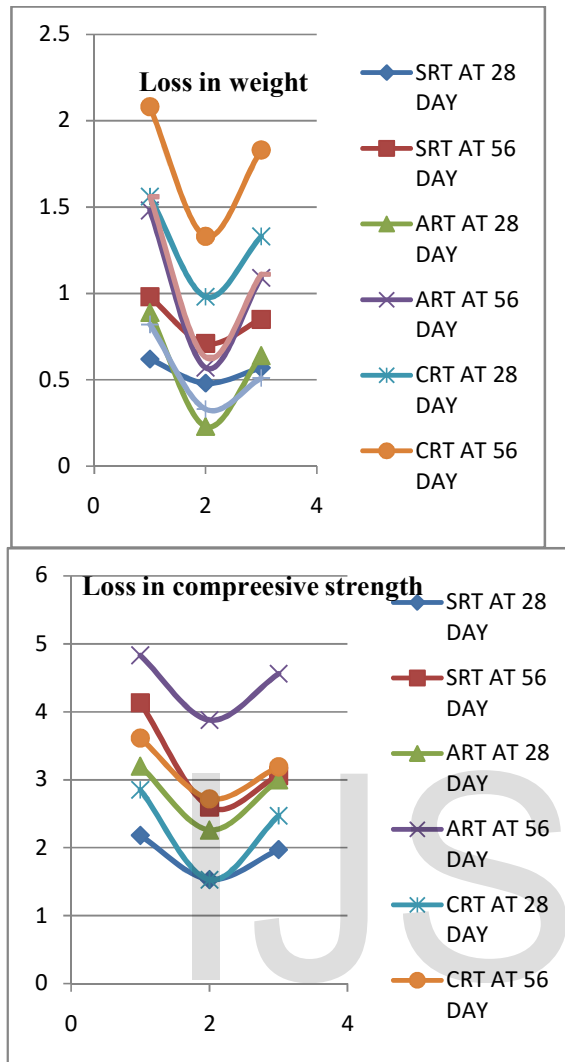 Loss in weight
2.5
2
1.5
1
0.5
0
0
2
4
SRT AT 28
DAY
SRT AT 56
DAY
ART AT 28
DAY
ART AT 56
DAY
CRT AT 28
DAY
CRT AT 56
DAY
Loss in compreesive strength
6
5
4
3
2
1
0
0
2
4
SRT AT 28
DAY
SRT AT 56
DAY
ART AT 28
DAY
ART AT 56
DAY
CRT AT 28
DAY
CRT AT 56
DAY
IJS